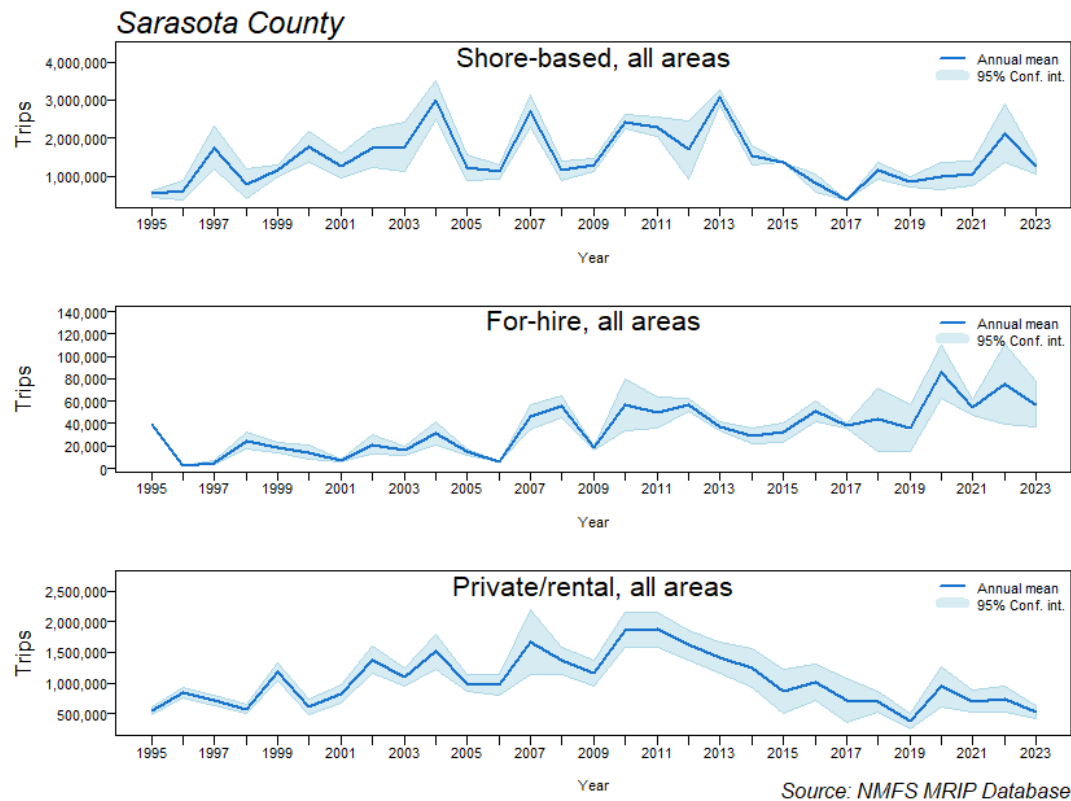 Sarasota County
Shore-based, all areas
Annual mean
95% Conf. int.
Trips
4,000,000
3,000,000
2,000,000
1,000,000
1995 1997 1999 2001 2003 2005 2007 2009 2011 2013 2015 2017 2019 2021 2023
Year
For-hire, all areas
Annual mean
95% Conf. int.
Trips
140,000
120,000
100,000
80,000
60,000
40,000
20,000
0
1995 1997 1999 2001 2003 2005 2007 2009 2011 2013 2015 2017 2019 2021 2023
Year
Private/rental, all areas
Annual mean
95% Conf. int.
Trips
2,500,000
2,000,000
1,500,000
1,000,000
500,000
1995 1997 1999 2001 2003 2005 2007 2009 2011 2013 2015 2017 2019 2021 2023
Year
Source: NMFS MRIP Database